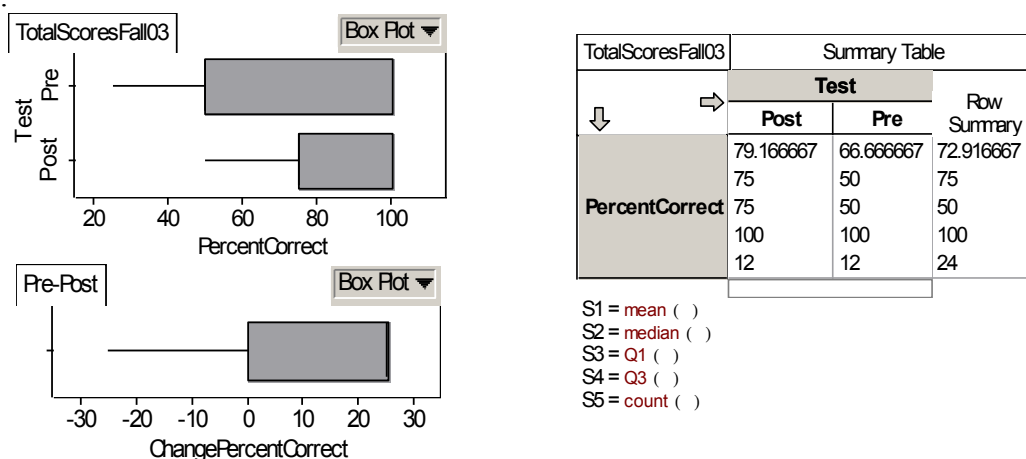 TotalScoresFall03
Box Plot
Test
Pre
Post
20 40 60 80 100
PercentCorrect
Pre-Post
Box Plot
-30 -20 -10 0 10 20 30
ChangePercentCorrect
TotalScoresFall03 Summary Table
Test
Post Pre Row Summary
PercentCorrect
79.166667 66.666667 72.916667
75 50 75
75 50 50
100 100 100
12 12 24
S1 = mean ( )
S2 = median ( )
S3 = Q1 ( )
S4 = Q3 ( )
S5 = count ( )